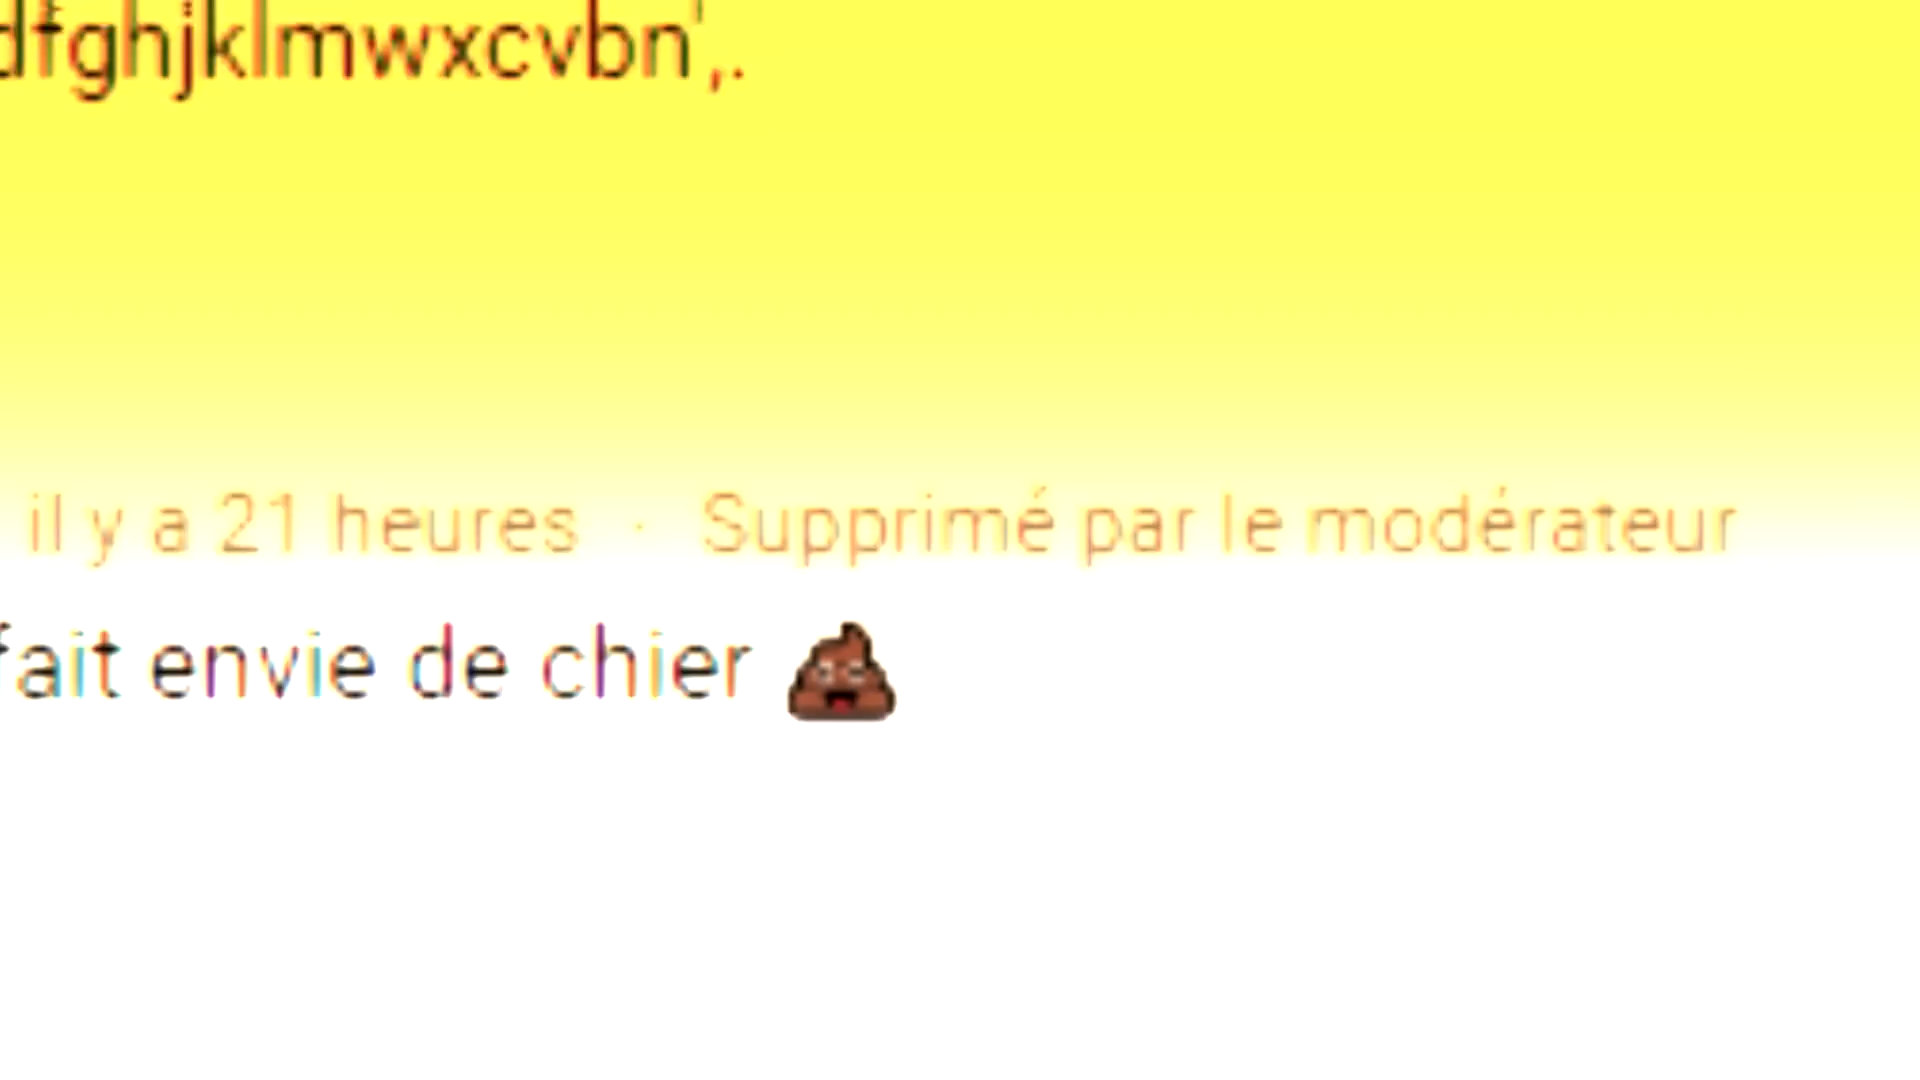 dfghjklmwxcvbn',.
il y a 21 heures · Supprimé par le modérateur
fait envie de chier 💩